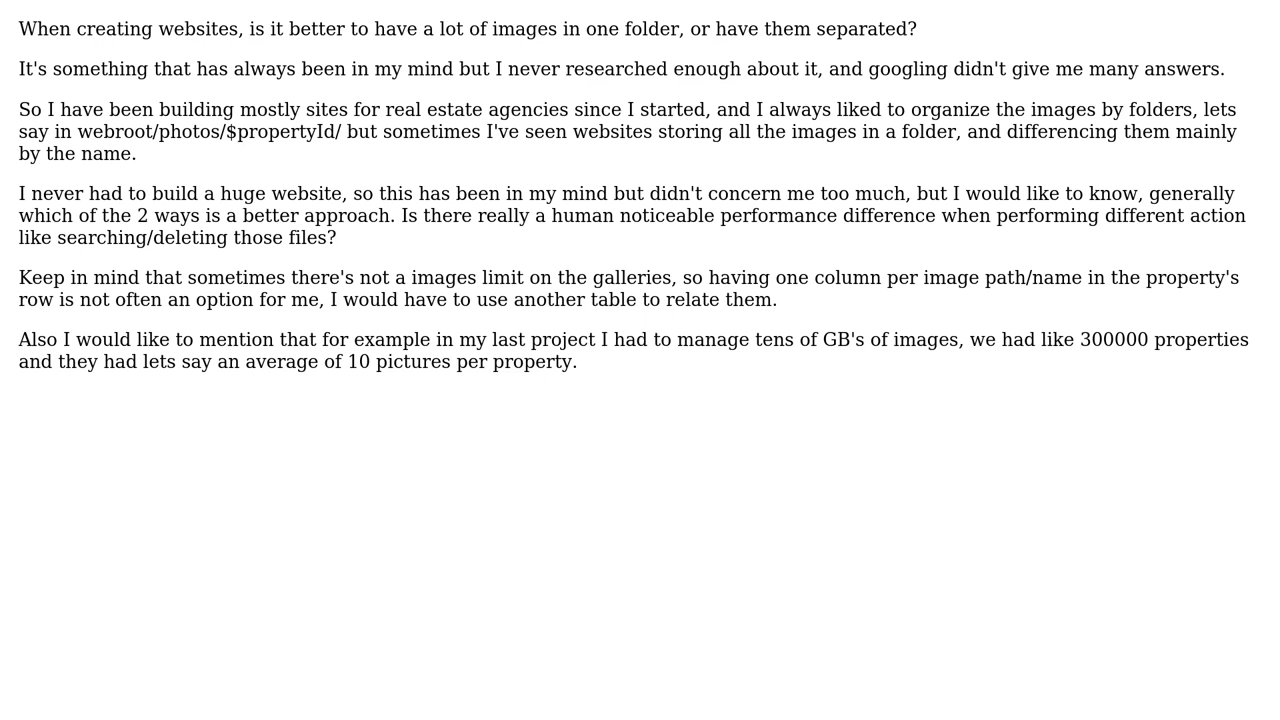 When creating websites, is it better to have a lot of images in one folder, or have them separated?
It's something that has always been in my mind but I never researched enough about it, and googling didn't give me many answers.
So I have been building mostly sites for real estate agencies since I started, and I always liked to organize the images by folders, lets
say in webroot/photos/$propertyId/ but sometimes I've seen websites storing all the images in a folder, and differencing them mainly
by the name.
I never had to build a huge website, so this has been in my mind but didn't concern me too much, but I would like to know, generally
which of the 2 ways is a better approach. Is there really a human noticeable performance difference when performing different action
like searching/deleting those files?
Keep in mind that sometimes there's not a images limit on the galleries, so having one column per image path/name in the property's
row is not often an option for me, I would have to use another table to relate them.
Also I would like to mention that for example in my last project I had to manage tens of GB's of images, we had like 300000 properties
and they had lets say an average of 10 pictures per property.